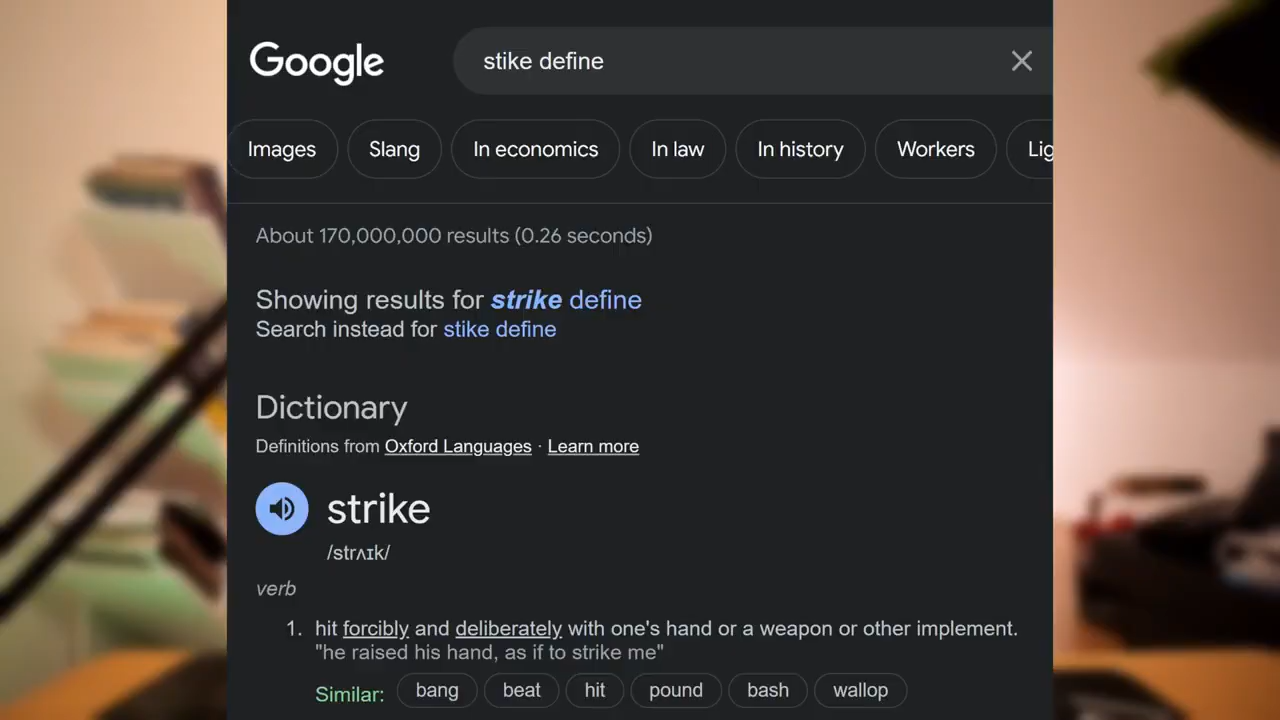 Google
stike define
Images Slang In economics In law In history Workers Lig
About 170,000,000 results (0.26 seconds)
Showing results for strike define
Search instead for stike define
Dictionary
Definitions from Oxford Languages · Learn more
strike
/strʌɪk/
verb
1. hit forcibly and deliberately with one's hand or a weapon or other implement.
"he raised his hand, as if to strike me"
Similar: bang beat hit pound bash wallop